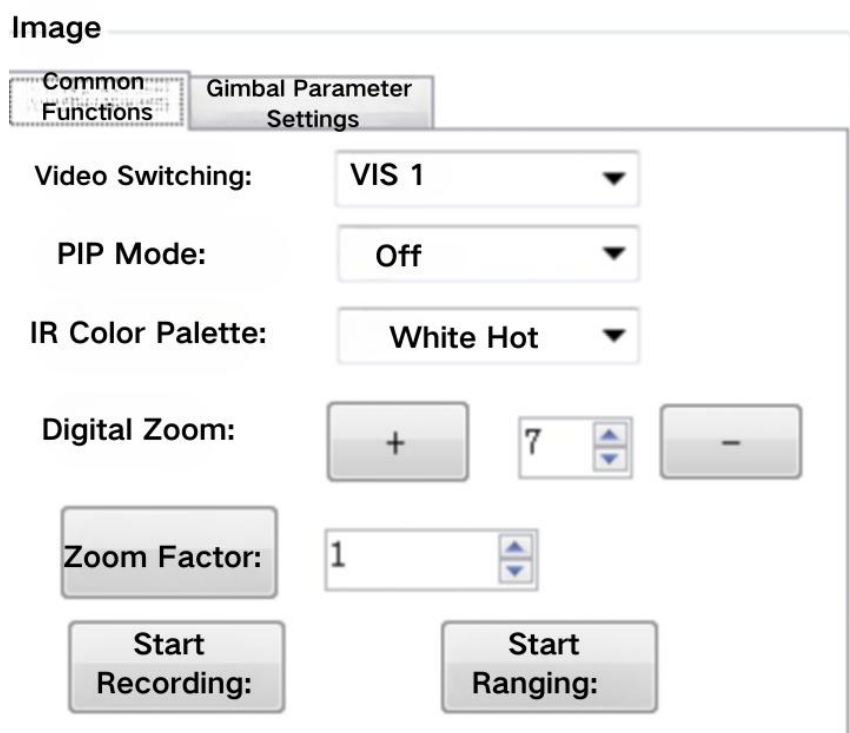 Image
Common
Functions
Gimbal Parameter
Settings
Video Switching: VIS 1
PIP Mode: Off
IR Color Palette: White Hot
Digital Zoom: + 7 -
Zoom Factor: 1
Start
Recording:
Start
Ranging: